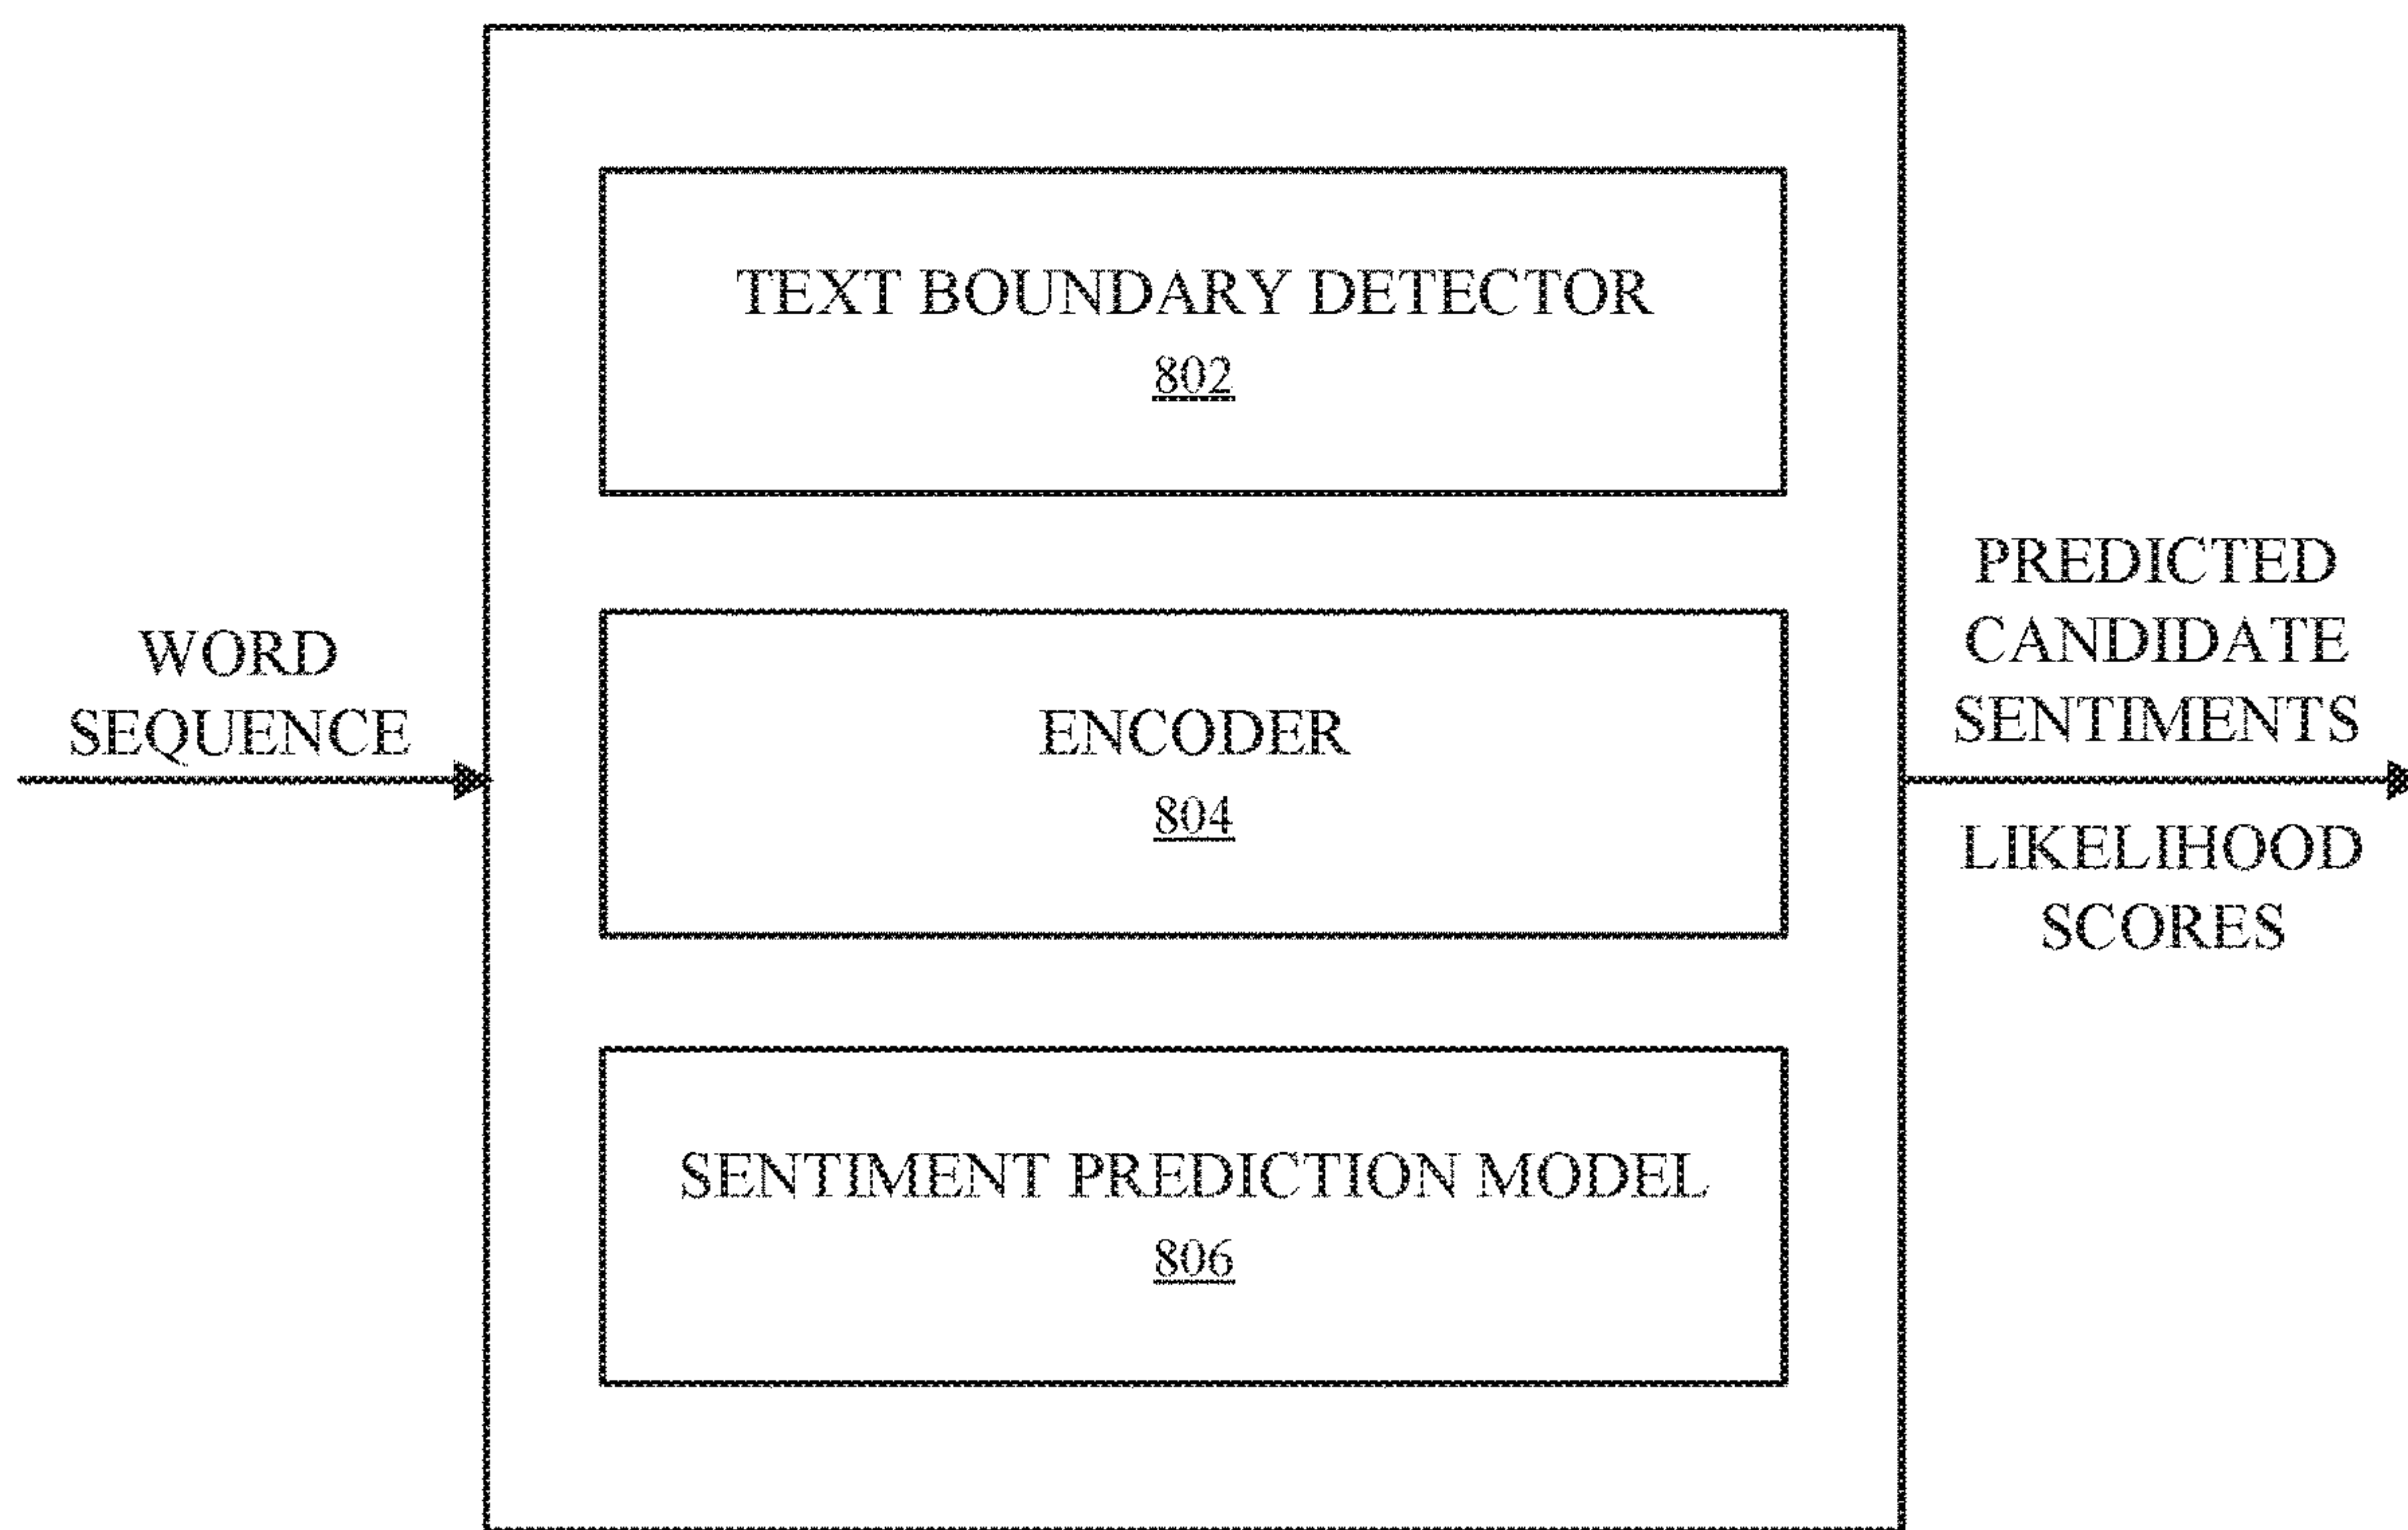 WORD
SEQUENCE
TEXT BOUNDARY DETECTOR
802
ENCODER
804
SENTIMENT PREDICTION MODEL
806
PREDICTED
CANDIDATE
SENTIMENTS
LIKELIHOOD
SCORES